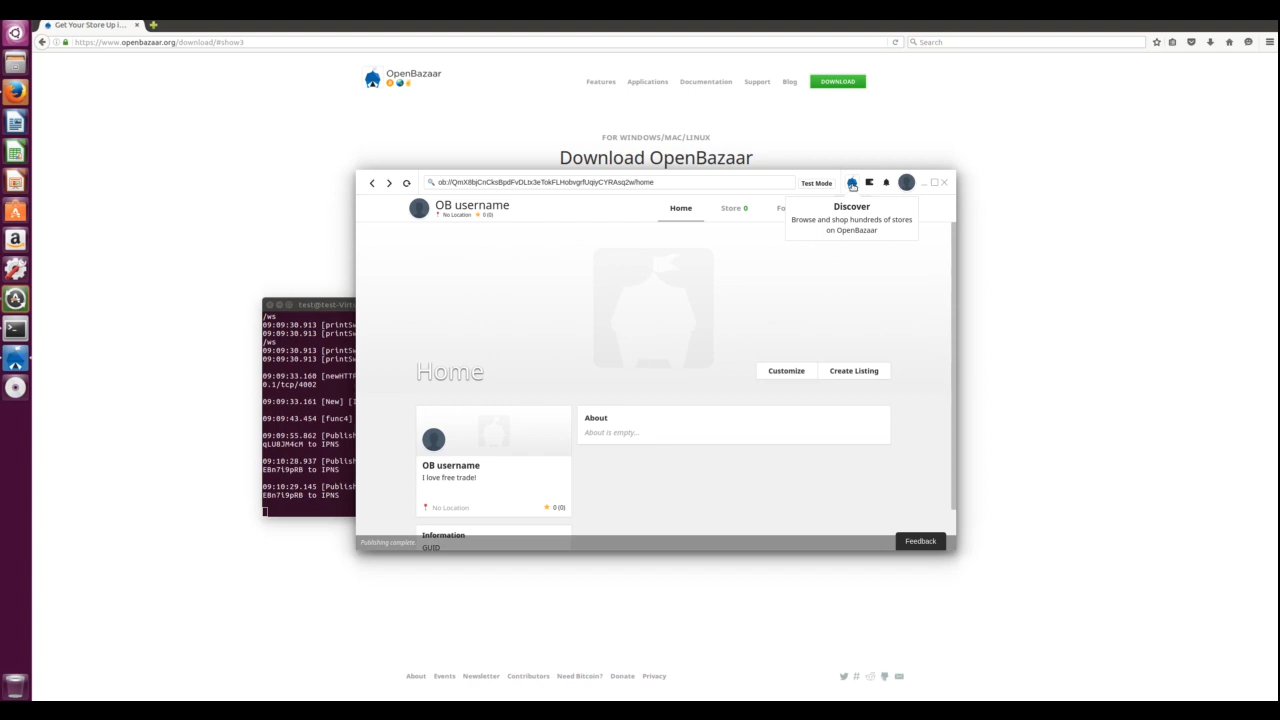 Get Your Store Up i...
https://www.openbazaar.org/download/#show3
Search
OpenBazaar
Features
Applications
Documentation
Support
Blog
DOWNLOAD
FOR WINDOWS/MAC/LINUX
Download OpenBazaar
Test Mode
OB username
No Location
0 (0)
Home
Store 0
Fo
Discover
Browse and shop hundreds of stores
on OpenBazaar
test@test-Virtu
/ws
09:09:30.913 [printSw
09:09:30.913 [printSw
/ws
09:09:30.913 [printSw
09:09:30.913 [printSw
09:09:33.160 [newHTTP
0.1/tcp/4002
09:09:33.161 [New] [I
09:09:43.454 [func4]
09:09:55.862 [Publish
qLU8JM4cM to IPNS
09:10:28.937 [Publish
EBn7i9pRB to IPNS
09:10:29.145 [Publish
EBn7i9pRB to IPNS
Home
Customize
Create Listing
OB username
I love free trade!
No Location
0 (0)
About
About is empty...
Information
GUID
Publishing complete.
Feedback
About
Events
Newsletter
Contributors
Need Bitcoin?
Donate
Privacy